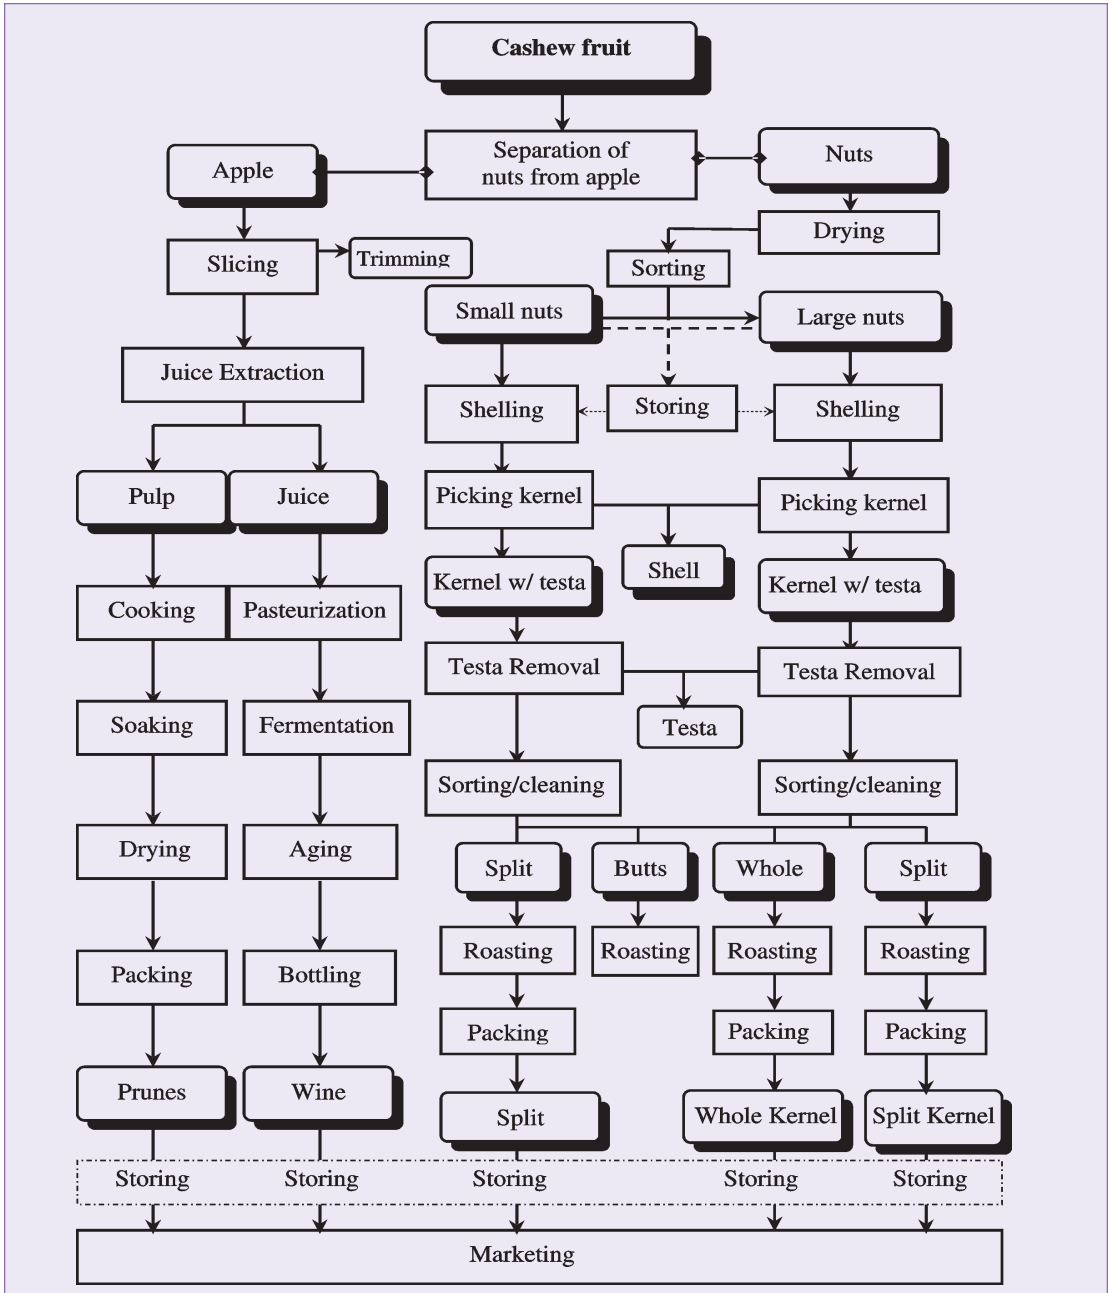 Cashew fruit
Separation of
nuts from apple
Apple
Nuts
Drying
Slicing
Trimming
Sorting
Small nuts
Large nuts
Juice Extraction
Shelling
Storing
Shelling
Pulp
Juice
Picking kernel
Picking kernel
Shell
Kernel w/ testa
Kernel w/ testa
Cooking
Pasteurization
Testa Removal
Testa Removal
Testa
Soaking
Fermentation
Sorting/cleaning
Sorting/cleaning
Drying
Aging
Split
Butts
Whole
Split
Roasting
Roasting
Roasting
Roasting
Packing
Bottling
Packing
Packing
Packing
Prunes
Wine
Split
Whole Kernel
Split Kernel
Storing
Storing
Storing
Storing
Storing
Marketing